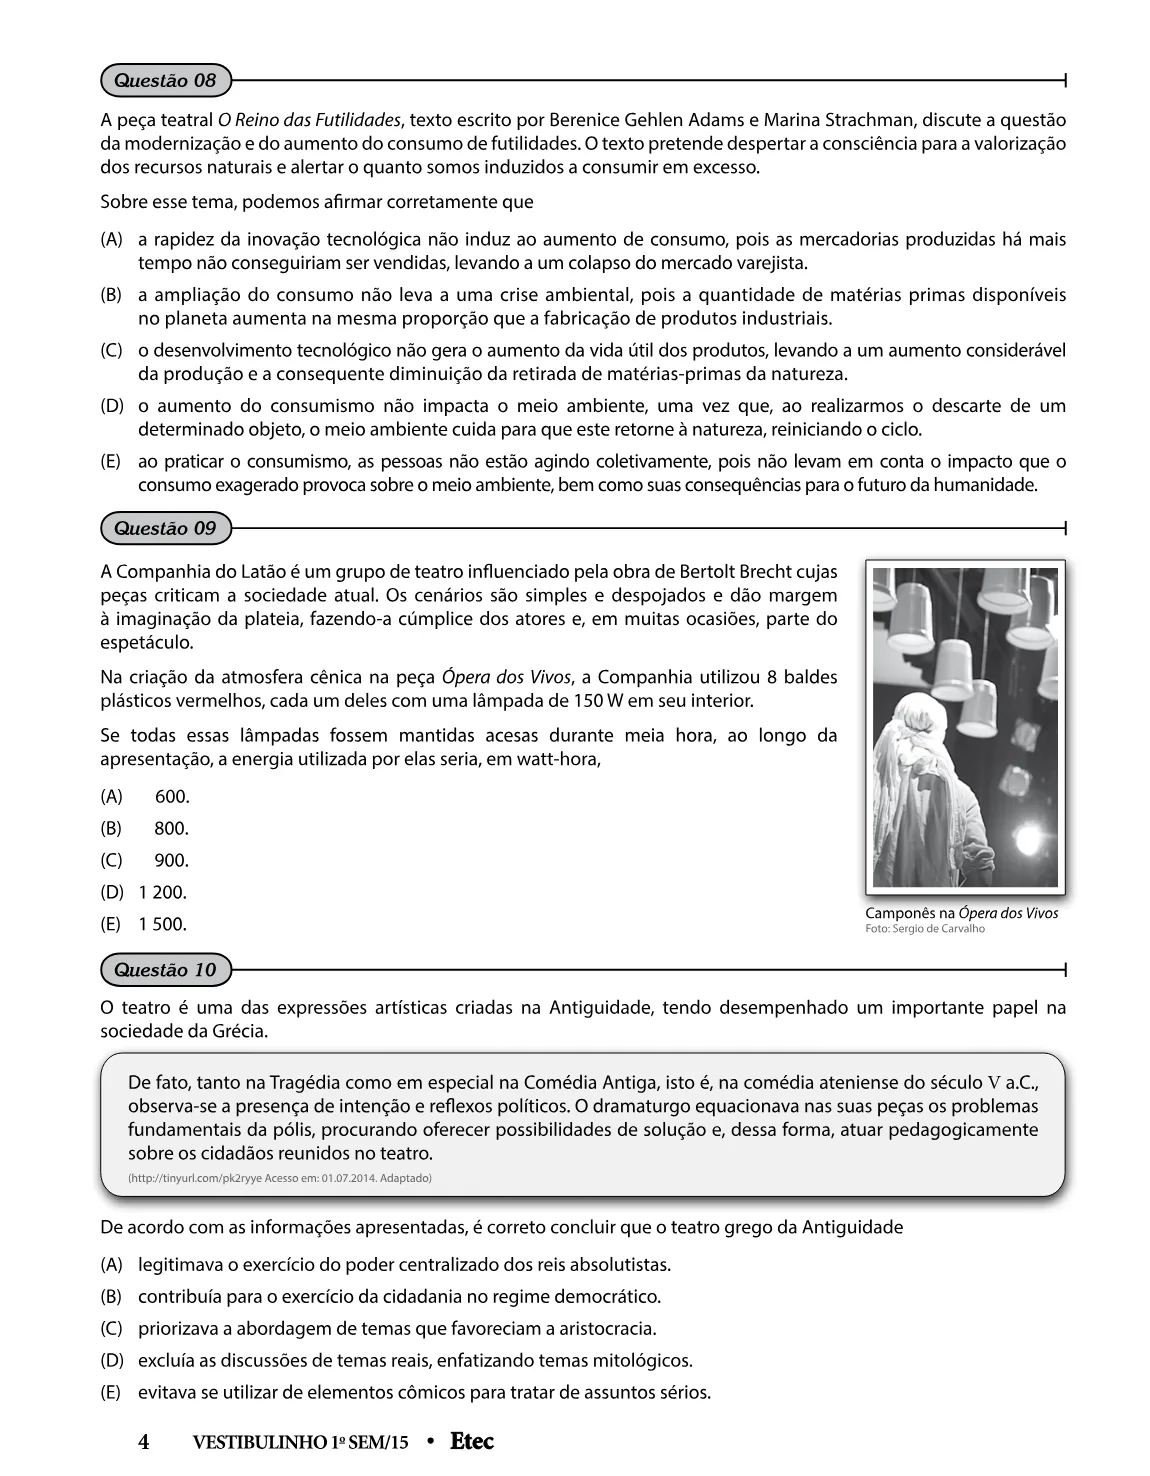 Questão 08
A peça teatral O Reino das Futilidades, texto escrito por Berenice Gehlen Adams e Marina Strachman, discute a questão
da modernização e do aumento do consumo de futilidades. O texto pretende despertar a consciência para a valorização
dos recursos naturais e alertar o quanto somos induzidos a consumir em excesso.
Sobre esse tema, podemos afirmar corretamente que
(A) a rapidez da inovação tecnológica não induz ao aumento de consumo, pois as mercadorias produzidas há mais
tempo não conseguiriam ser vendidas, levando a um colapso do mercado varejista.
(B) a ampliação do consumo não leva a uma crise ambiental, pois a quantidade de matérias primas disponíveis
no planeta aumenta na mesma proporção que a fabricação de produtos industriais.
(C) o desenvolvimento tecnológico não gera o aumento da vida útil dos produtos, levando a um aumento considerável
da produção e a consequente diminuição da retirada de matérias-primas da natureza.
(D) o aumento do consumismo não impacta o meio ambiente, uma vez que, ao realizarmos o descarte de um
determinado objeto, o meio ambiente cuida para que este retorne à natureza, reiniciando o ciclo.
(E) ao praticar o consumismo, as pessoas não estão agindo coletivamente, pois não levam em conta o impacto que o
consumo exagerado provoca sobre o meio ambiente, bem como suas consequências para o futuro da humanidade.
Questão 09
A Companhia do Latão é um grupo de teatro influenciado pela obra de Bertolt Brecht cujas
peças criticam a sociedade atual. Os cenários são simples e despojados e dão margem
à imaginação da plateia, fazendo-a cúmplice dos atores e, em muitas ocasiões, parte do
espetáculo.
Na criação da atmosfera cênica na peça Ópera dos Vivos, a Companhia utilizou 8 baldes
plásticos vermelhos, cada um deles com uma lâmpada de 150 W em seu interior.
Se todas essas lâmpadas fossem mantidas acesas durante meia hora, ao longo da
apresentação, a energia utilizada por elas seria, em watt-hora,
(A) 600.
(B) 800.
(C) 900.
(D) 1 200.
(E) 1 500.
Camponês na Ópera dos Vivos
Foto: Sergio de Carvalho
Questão 10
O teatro é uma das expressões artísticas criadas na Antiguidade, tendo desempenhado um importante papel na
sociedade da Grécia.
De fato, tanto na Tragédia como em especial na Comédia Antiga, isto é, na comédia ateniense do século V a.C.,
observa-se a presença de intenção e reflexos políticos. O dramaturgo equacionava nas suas peças os problemas
fundamentais da pólis, procurando oferecer possibilidades de solução e, dessa forma, atuar pedagogicamente
sobre os cidadãos reunidos no teatro.
(http://tinyurl.com/pk2ryye Acesso em: 01.07.2014. Adaptado)
De acordo com as informações apresentadas, é correto concluir que o teatro grego da Antiguidade
(A) legitimava o exercício do poder centralizado dos reis absolutistas.
(B) contribuía para o exercício da cidadania no regime democrático.
(C) priorizava a abordagem de temas que favoreciam a aristocracia.
(D) excluía as discussões de temas reais, enfatizando temas mitológicos.
(E) evitava se utilizar de elementos cômicos para tratar de assuntos sérios.
4 VESTIBULINHO 1º SEM/15 • Etec